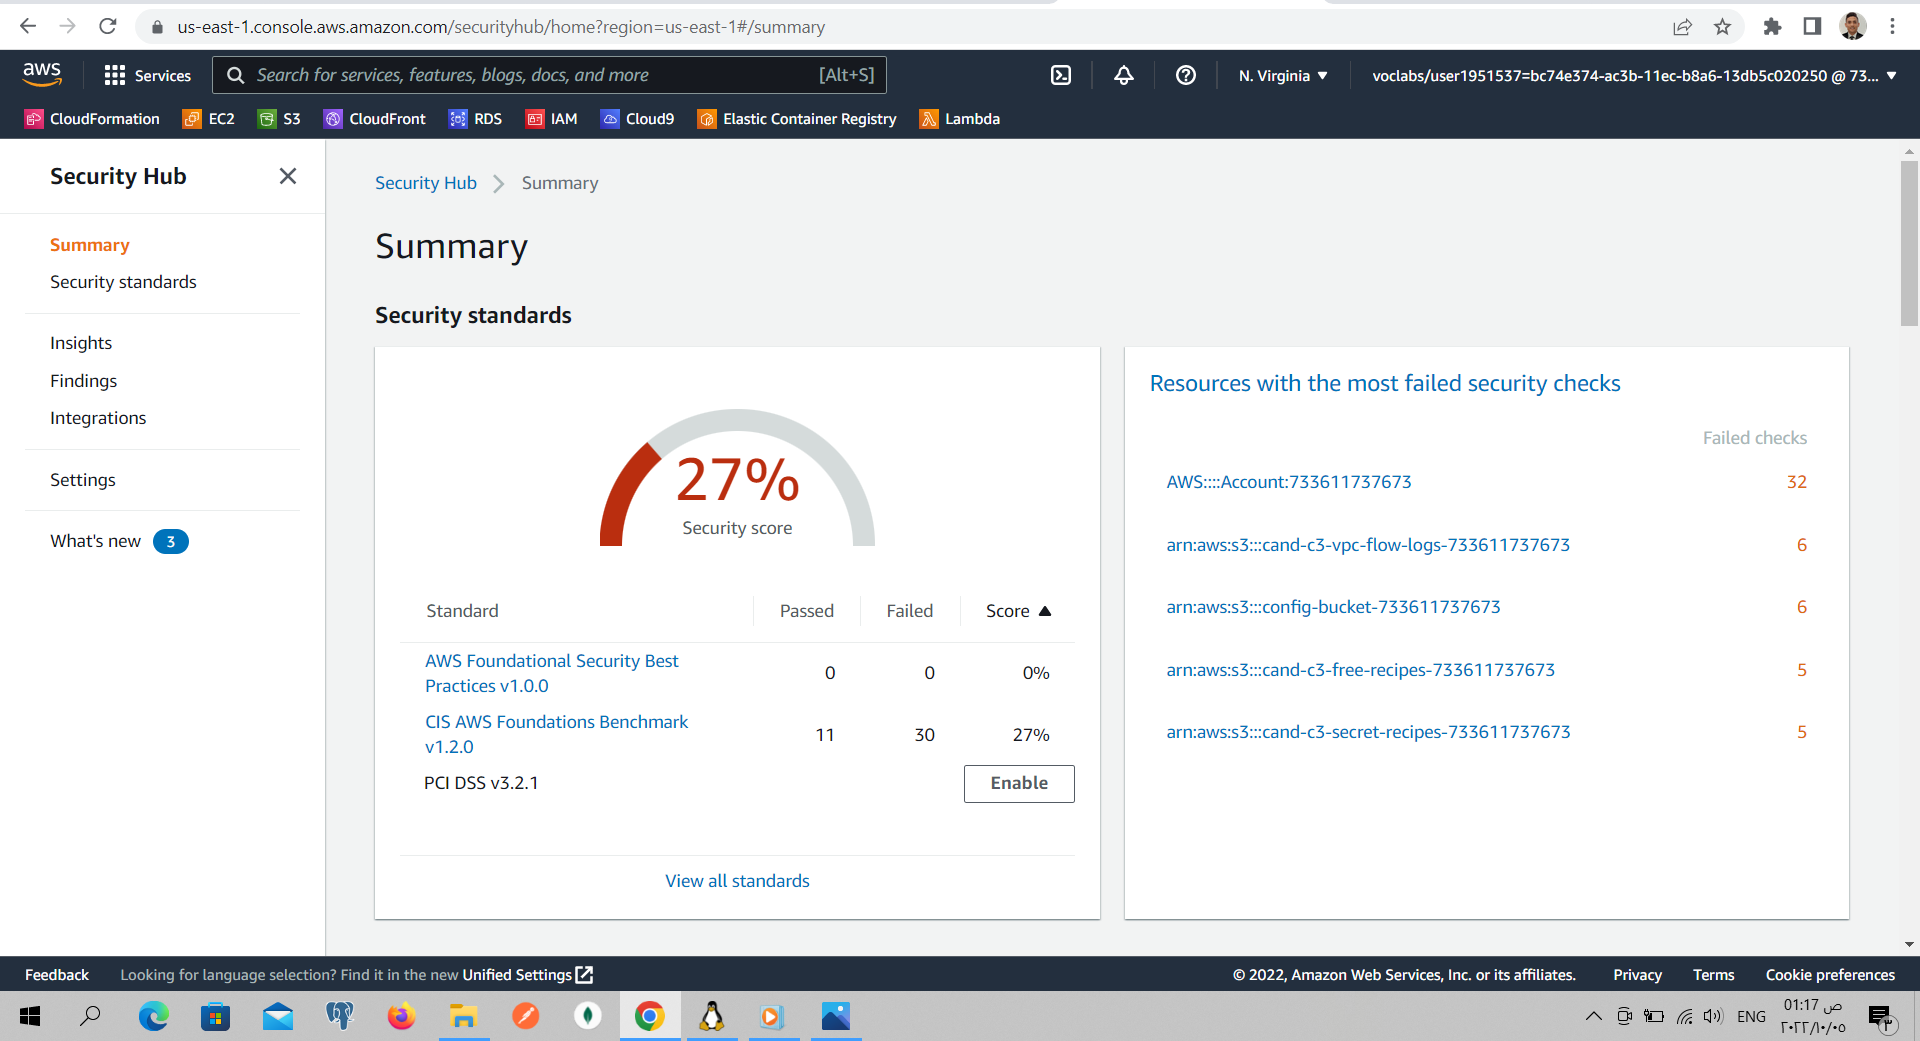 us-east-1.console.aws.amazon.com/securityhub/home?region=us-east-1#/summary
aws
Services
Search for services, features, blogs, docs, and more [Alt+S]
N. Virginia
voclabs/user1951537=bc74e374-ac3b-11ec-b8a6-13db5c020250 @ 73...
CloudFormation EC2 S3 CloudFront RDS IAM Cloud9 Elastic Container Registry Lambda
Security Hub
Summary
Security standards
Insights
Findings
Integrations
Settings
What's new 3
Security Hub Summary
Summary
Security standards
27%
Security score
Standard Passed Failed Score
AWS Foundational Security Best
Practices v1.0.0
0 0 0%
CIS AWS Foundations Benchmark
v1.2.0
11 30 27%
PCI DSS v3.2.1 Enable
View all standards
Resources with the most failed security checks
Failed checks
AWS::::Account:733611737673 32
arn:aws:s3:::cand-c3-vpc-flow-logs-733611737673 6
arn:aws:s3:::config-bucket-733611737673 6
arn:aws:s3:::cand-c3-free-recipes-733611737673 5
arn:aws:s3:::cand-c3-secret-recipes-733611737673 5
Feedback Looking for language selection? Find it in the new Unified Settings
© 2022, Amazon Web Services, Inc. or its affiliates. Privacy Terms Cookie preferences
ENG
01:17 ص
٢٠٢٢/١٠/٠٥
٣